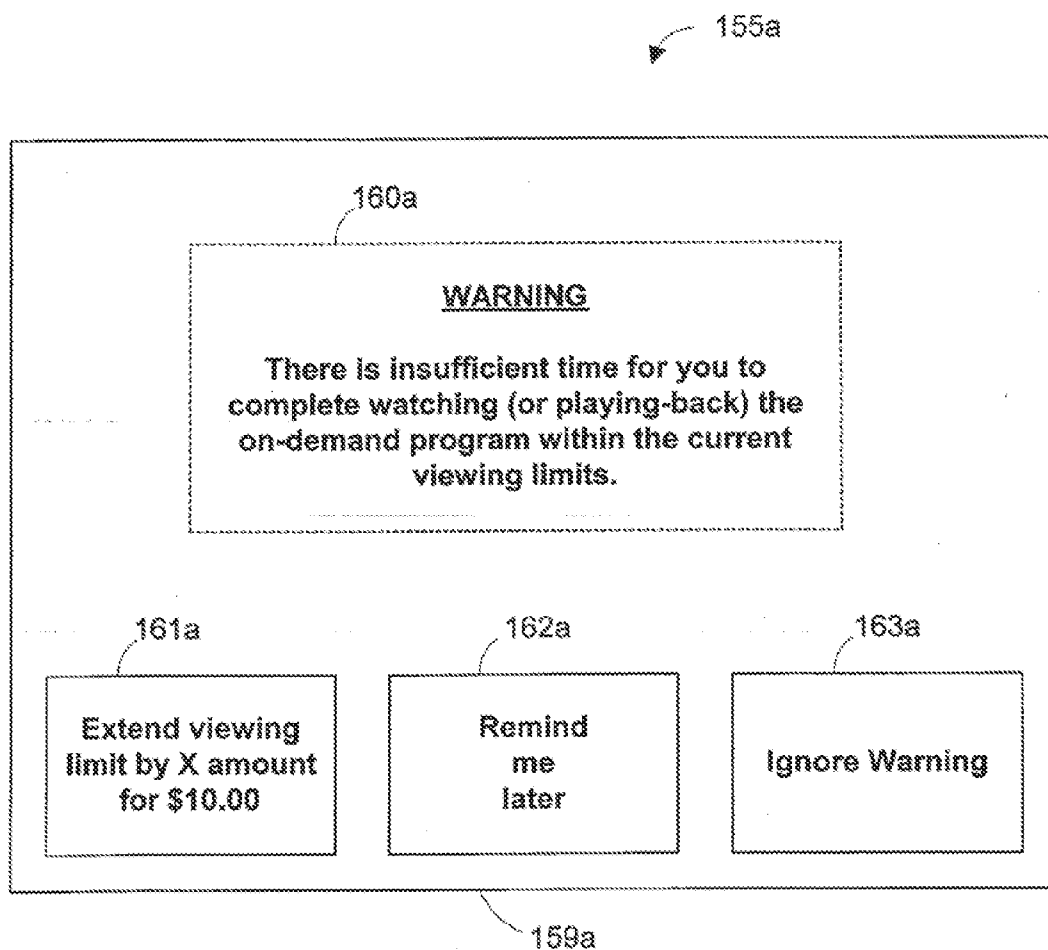 155a
160a
WARNING
There is insufficient time for you to
complete watching (or playing-back) the
on-demand program within the current
viewing limits.
161a
162a
163a
Extend viewing
limit by X amount
for $10.00
Remind
me
later
Ignore Warning
159a